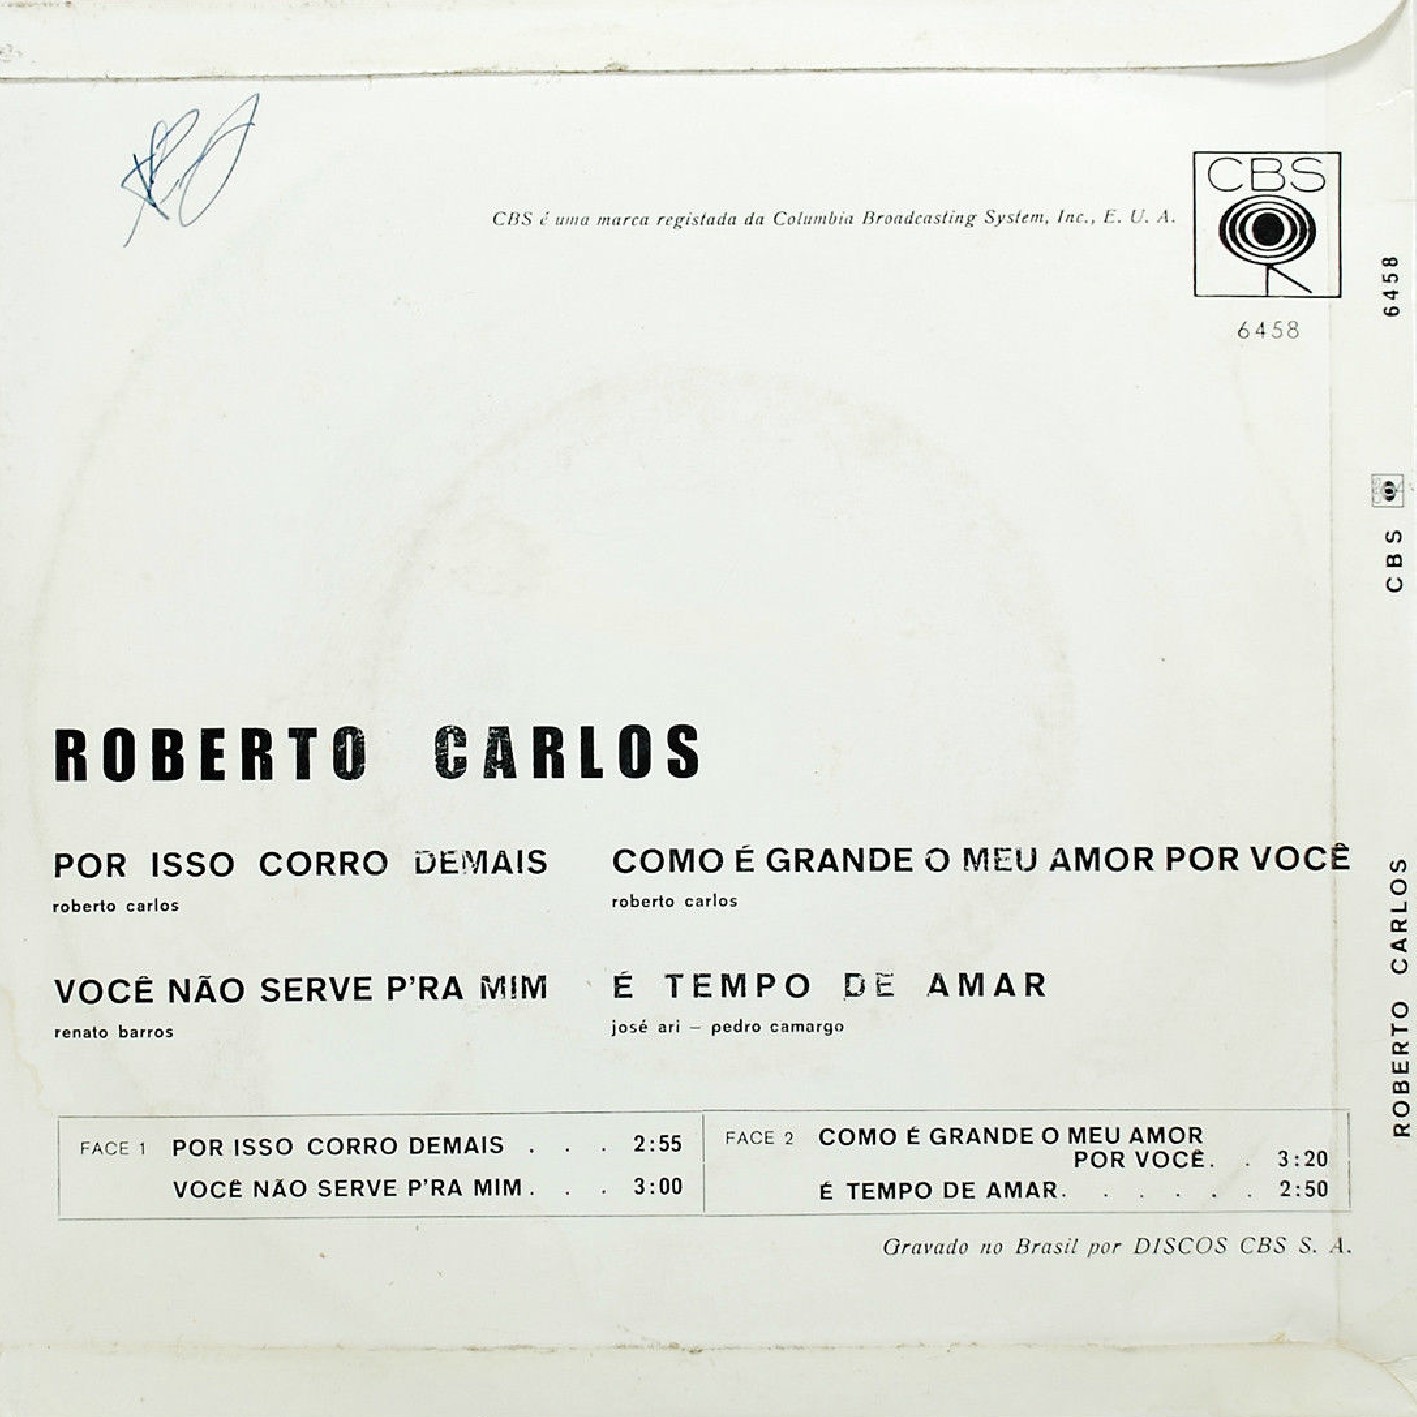 CBS é uma marca registada da Columbia Broadcasting System, Inc., E. U. A.
CBS
6458
6458
CBS
ROBERTO CARLOS
ROBERTO CARLOS
POR ISSO CORRO DEMAIS
roberto carlos
COMO É GRANDE O MEU AMOR POR VOCÊ
roberto carlos
VOCÊ NÃO SERVE P'RA MIM
renato barros
É TEMPO DE AMAR
josé ari – pedro camargo
FACE 1 POR ISSO CORRO DEMAIS . . . 2:55
VOCÊ NÃO SERVE P'RA MIM . . . 3:00
FACE 2 COMO É GRANDE O MEU AMOR
POR VOCÊ . . 3:20
É TEMPO DE AMAR . . . . . . 2:50
Gravado no Brasil por DISCOS CBS S. A.